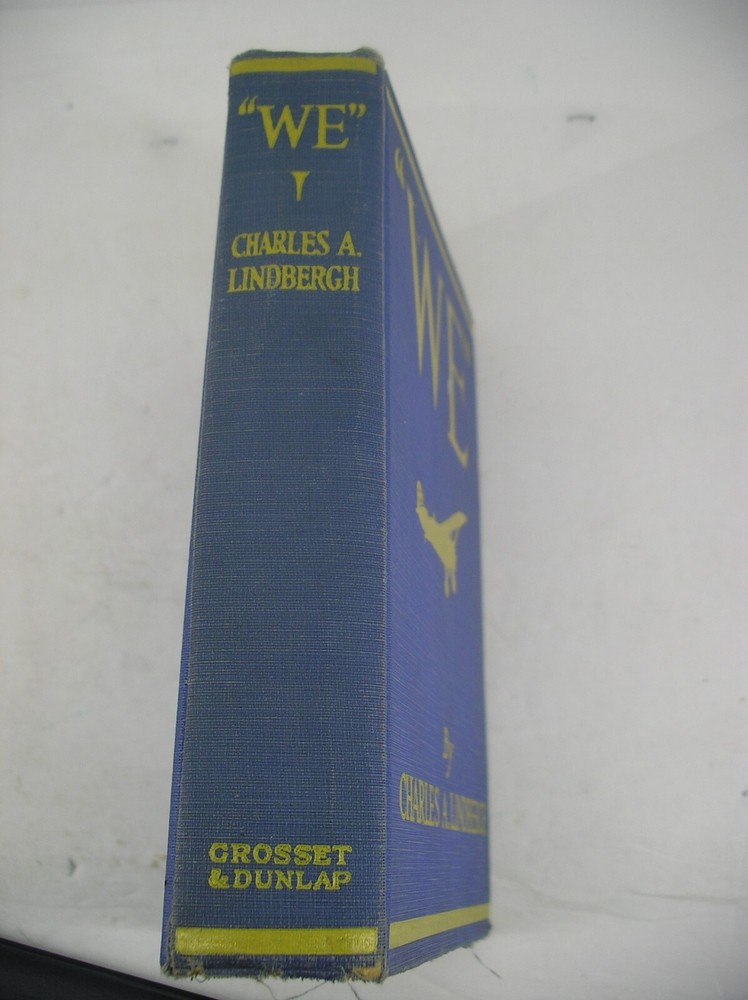 "WE"
CHARLES A.
LINDBERGH
GROSSET
& DUNLAP
"WE"
By
CHARLES A. LINDBERGH